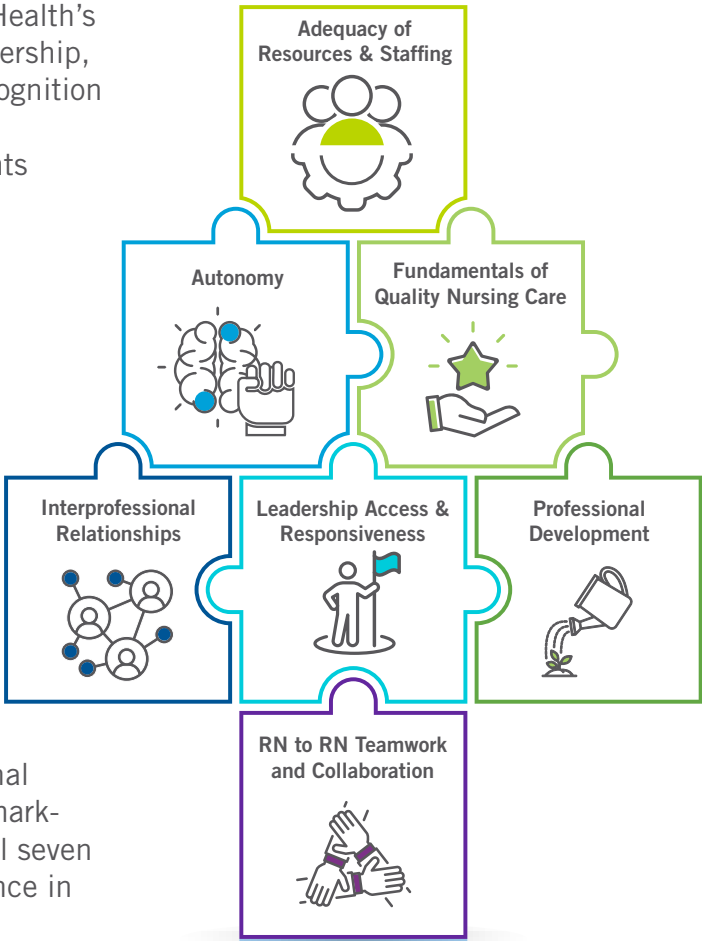 Health's
ership,
ognition
nts
Adequacy of
Resources & Staffing
Autonomy
Fundamentals of
Quality Nursing Care
Interprofessional
Relationships
Leadership Access &
Responsiveness
Professional
Development
RN to RN Teamwork
and Collaboration
nal
mark-
l seven
nce in